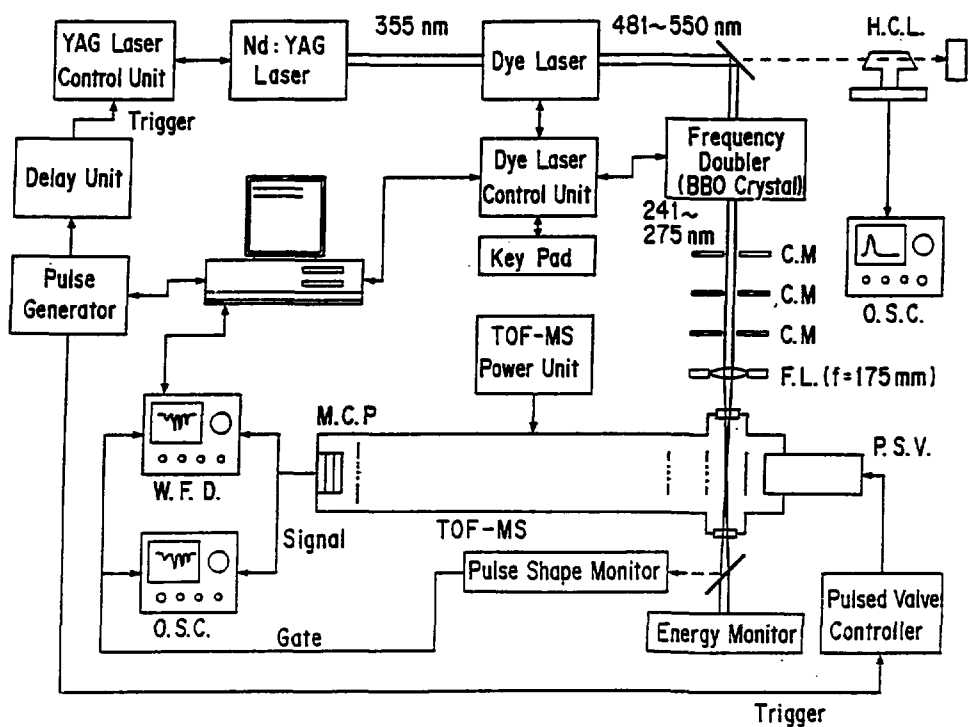 YAG Laser
Control Unit
Nd:YAG
Laser
355 nm
Dye Laser
481~550 nm
H.C.L.
Trigger
Delay Unit
Dye Laser
Control Unit
Frequency
Doubler
(BBO Crystal)
241~
275 nm
Key Pad
Pulse
Generator
C.M
C.M
C.M
O.S.C.
TOF-MS
Power Unit
F.L. (f=175mm)
M.C.P
P.S.V.
W.F.D.
Signal
TOF-MS
Pulse Shape Monitor
O.S.C.
Gate
Energy Monitor
Pulsed Valve
Controller
Trigger